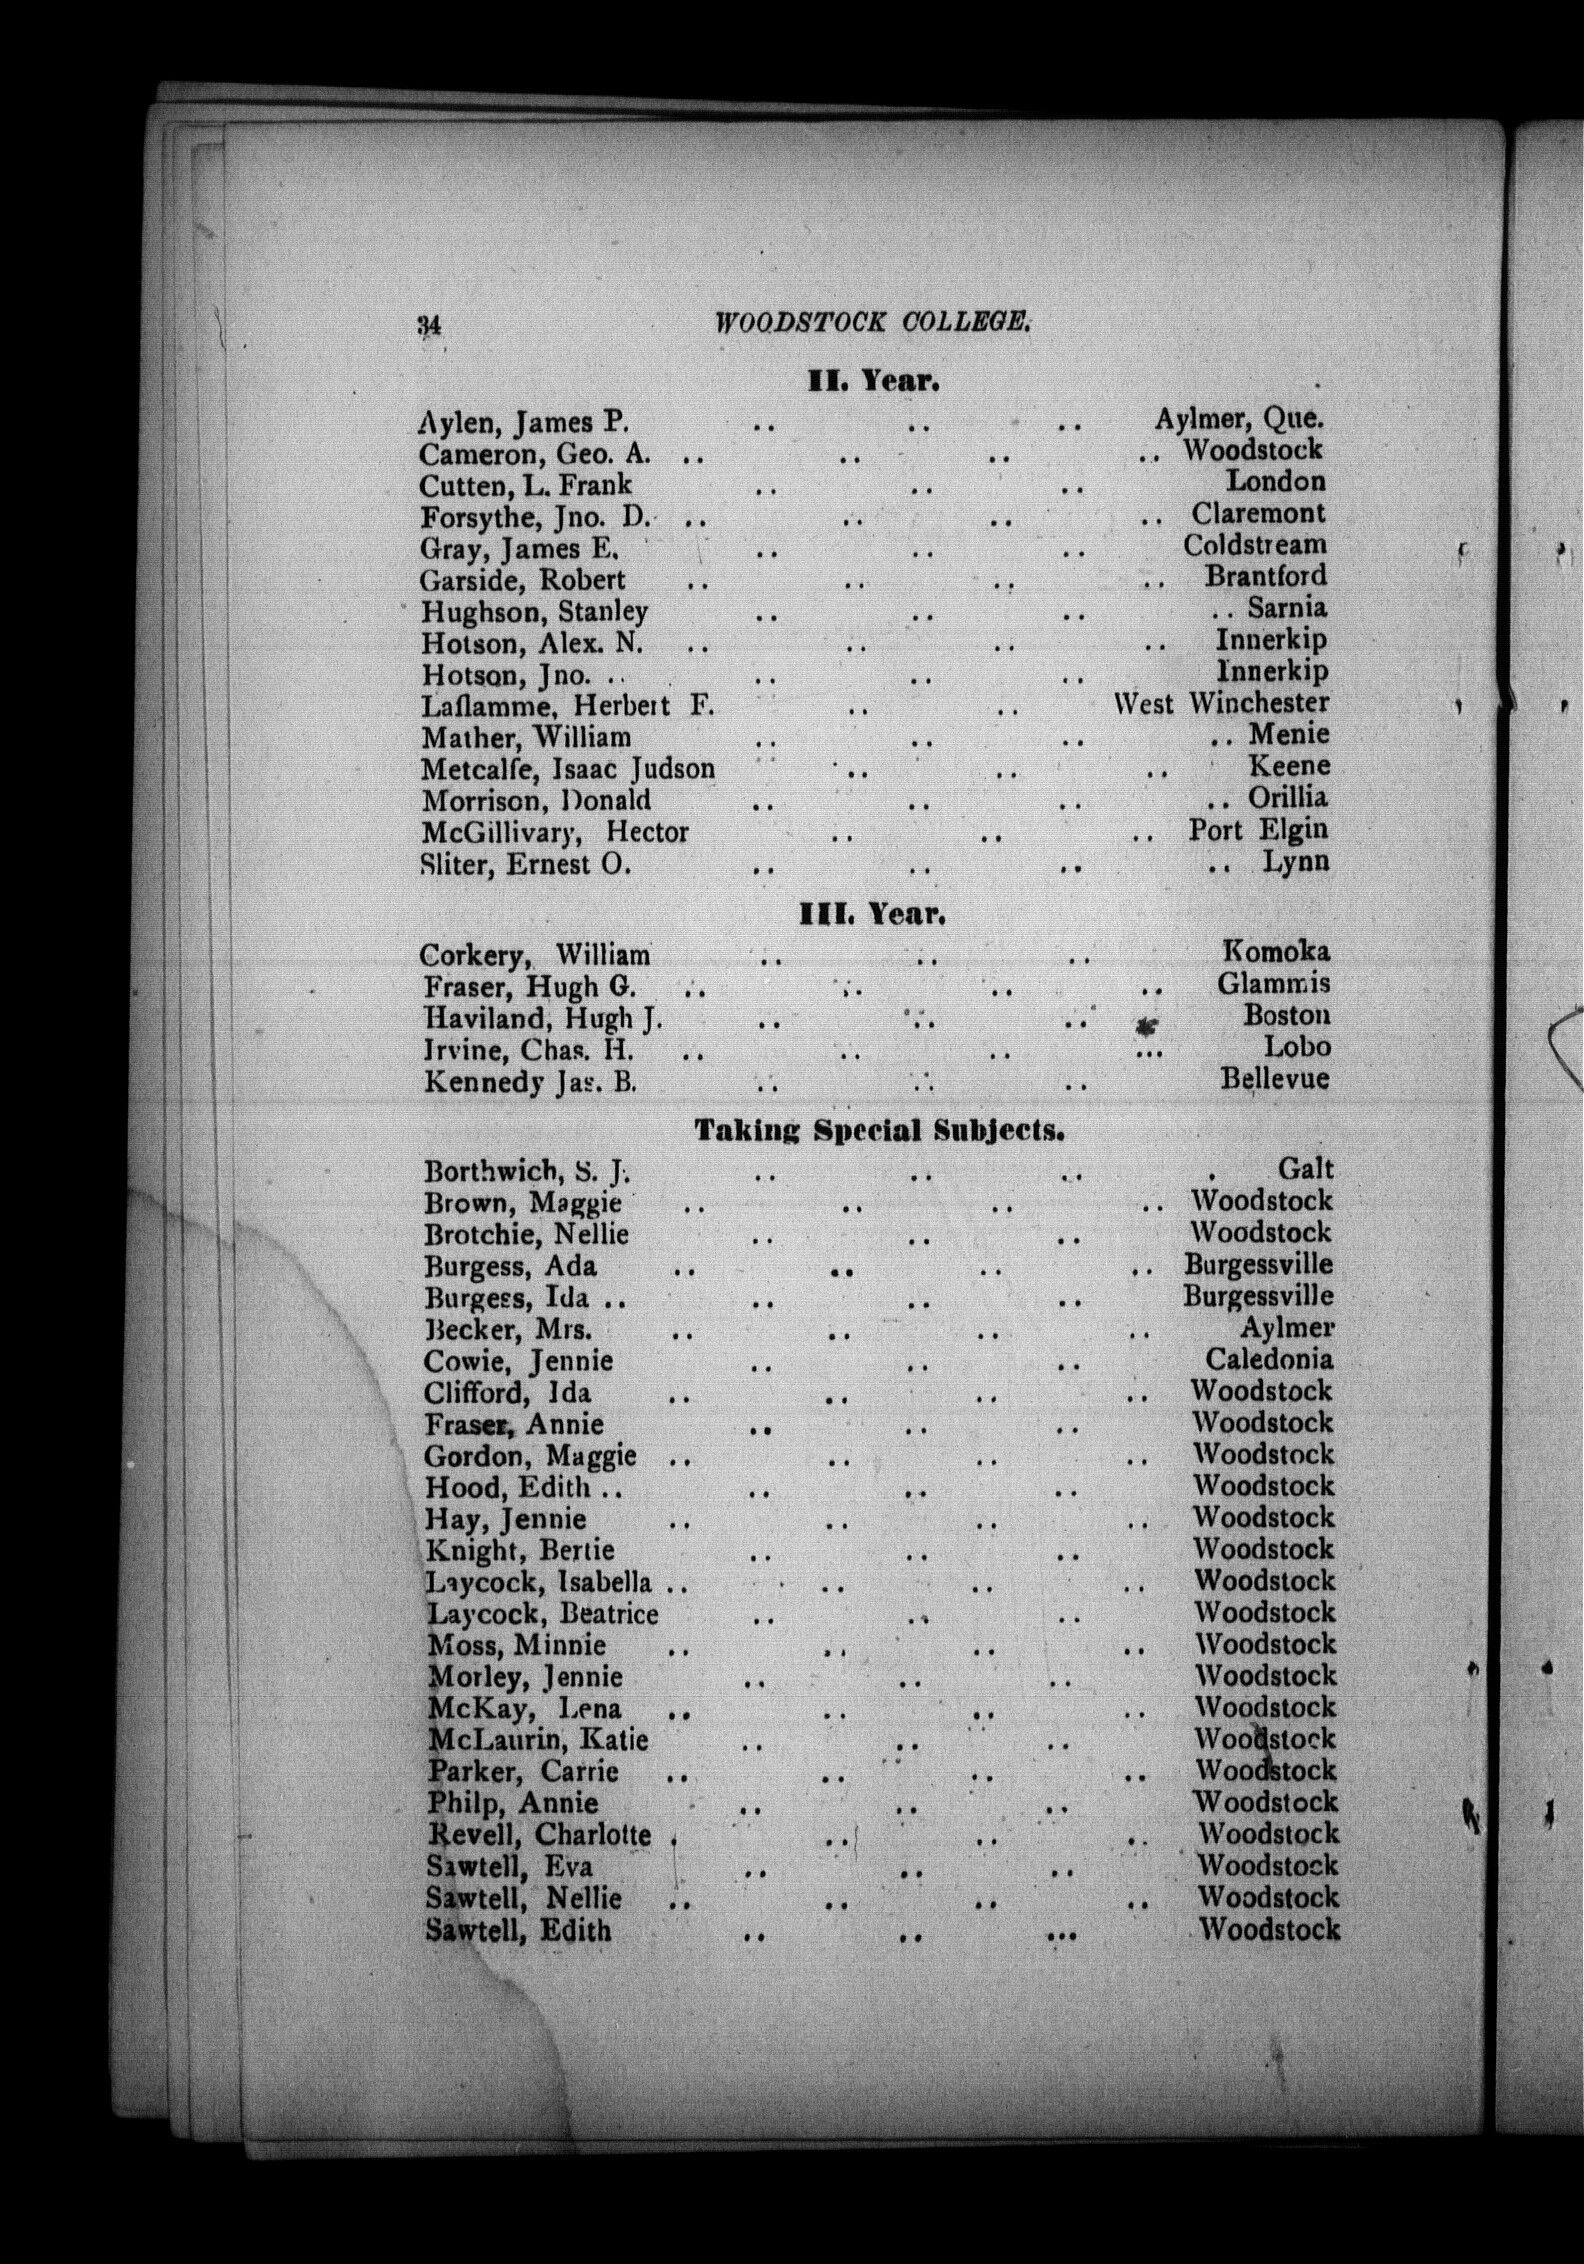 34 WOODSTOCK COLLEGE.
II. Year.
Aylen, James P. .. .. .. Aylmer, Que.
Cameron, Geo. A. .. .. .. .. Woodstock
Cutten, L. Frank .. .. .. London
Forsythe, Jno. D. .. .. .. .. Claremont
Gray, James E. .. .. .. Coldstream
Garside, Robert .. .. .. .. Brantford
Hughson, Stanley .. .. .. .. Sarnia
Hotson, Alex. N. .. .. .. .. Innerkip
Hotson, Jno. .. .. .. .. Innerkip
Laflamme, Herbert F. .. .. West Winchester
Mather, William .. .. .. .. Menie
Metcalfe, Isaac Judson .. .. .. Keene
Morrison, Donald .. .. .. .. Orillia
McGillivary, Hector .. .. .. Port Elgin
Sliter, Ernest O. .. .. .. .. Lynn
III. Year.
Corkery, William .. .. .. Komoka
Fraser, Hugh G. .. .. .. .. Glammis
Haviland, Hugh J. .. .. .. Boston
Irvine, Chas. H. .. .. .. ... Lobo
Kennedy Jas. B. .. .. .. Bellevue
Taking Special Subjects.
Borthwich, S. J. .. .. .. . Galt
Brown, Maggie .. .. .. .. Woodstock
Brotchie, Nellie .. .. .. Woodstock
Burgess, Ada .. .. .. .. Burgessville
Burgess, Ida .. .. .. .. Burgessville
Becker, Mrs. .. .. .. .. Aylmer
Cowie, Jennie .. .. .. Caledonia
Clifford, Ida .. .. .. .. Woodstock
Fraser, Annie .. .. .. Woodstock
Gordon, Maggie .. .. .. .. Woodstock
Hood, Edith .. .. .. .. Woodstock
Hay, Jennie .. .. .. .. Woodstock
Knight, Bertie .. .. .. Woodstock
Laycock, Isabella .. .. .. .. Woodstock
Laycock, Beatrice .. .. .. Woodstock
Moss, Minnie .. .. .. .. Woodstock
Morley, Jennie .. .. .. Woodstock
McKay, Lena .. .. .. .. Woodstock
McLaurin, Katie .. .. .. Woodstock
Parker, Carrie .. .. .. .. Woodstock
Philp, Annie .. .. .. Woodstock
Revell, Charlotte . .. .. .. Woodstock
Sawtell, Eva .. .. .. Woodstock
Sawtell, Nellie .. .. .. .. Woodstock
Sawtell, Edith .. .. ... Woodstock